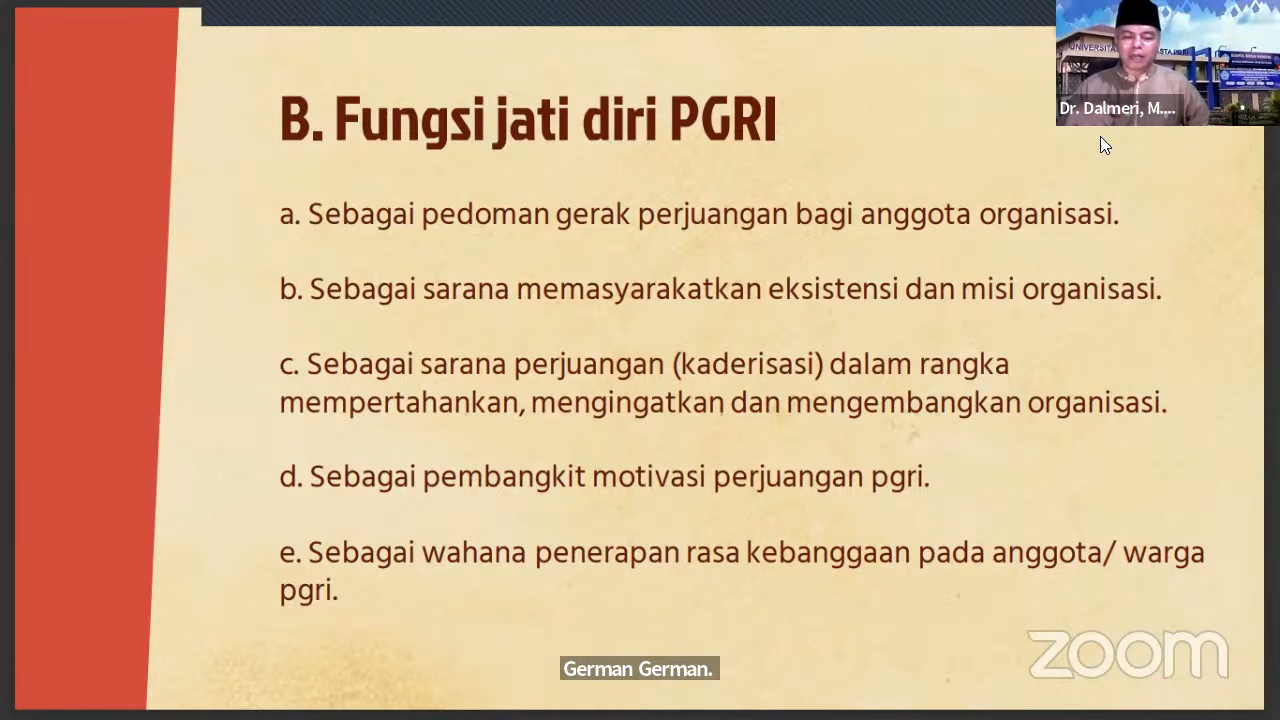 B. Fungsi jati diri PGRI
a. Sebagai pedoman gerak perjuangan bagi anggota organisasi.
b. Sebagai sarana memasyarakatkan eksistensi dan misi organisasi.
c. Sebagai sarana perjuangan (kaderisasi) dalam rangka
mempertahankan, mengingatkan dan mengembangkan organisasi.
d. Sebagai pembangkit motivasi perjuangan pgri.
e. Sebagai wahana penerapan rasa kebanggaan pada anggota/ warga
pgri.
Dr. Dalmeri, M....
German German.
zoom